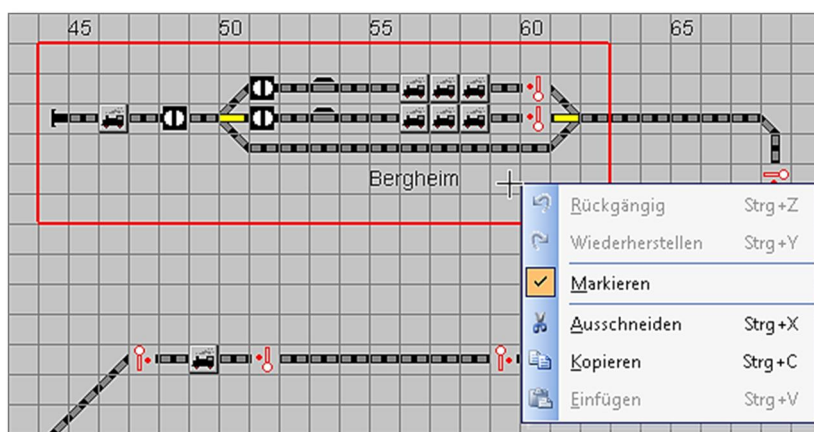 45 50 55 60 65
Bergheim
Rückgängig Strg+Z
Wiederherstellen Strg+Y
Markieren
Ausschneiden Strg+X
Kopieren Strg+C
Einfügen Strg+V